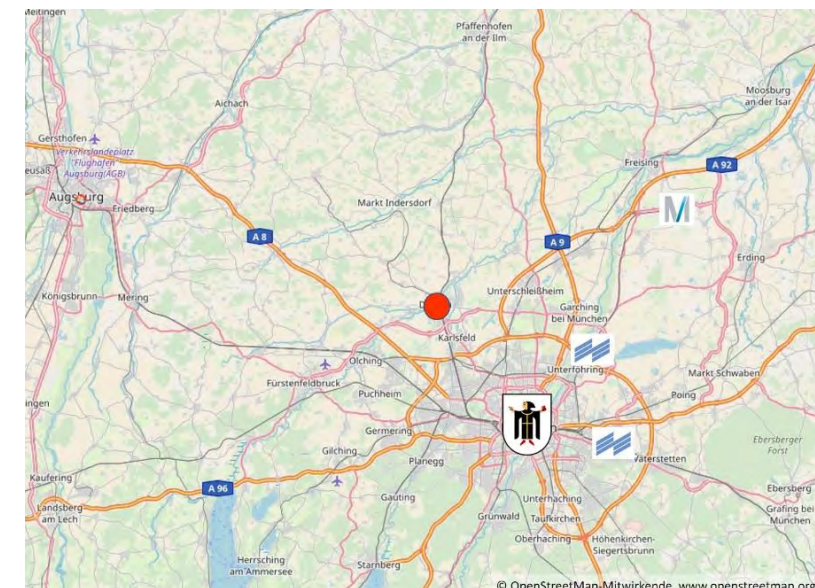 Meitingen
Pfaffenhofen
an der Ilm
Aichach
Moosburg
an der Isar
Gersthofen
Verkehrslandeplatz
"Flughafen
Augsburg(AGB)
Freising
A 92
Augsburg
Friedberg
Markt Indersdorf
M
A 8
A 9
Erding
Königsbrunn
Mering
Unterschleißheim
Garching
bei München
Karlsfeld
Olching
Fürstenfeldbruck
Unterföhring
Markt Schwaben
Puchheim
Poing
Germering
Gilching
Planegg
Vaterstetten
Ebersberger
Forst
Kaufering
A 96
Gauting
Landsberg
am Lech
Unterhaching
Grünwald
Taufkirchen
Ebersberg
Grafing bei
München
Oberhaching
Höhenkirchen-
Siegertsbrunn
Herrsching
am Ammersee
Starnberg
© OpenStreetMap-Mitwirkende, www.openstreetmap.org